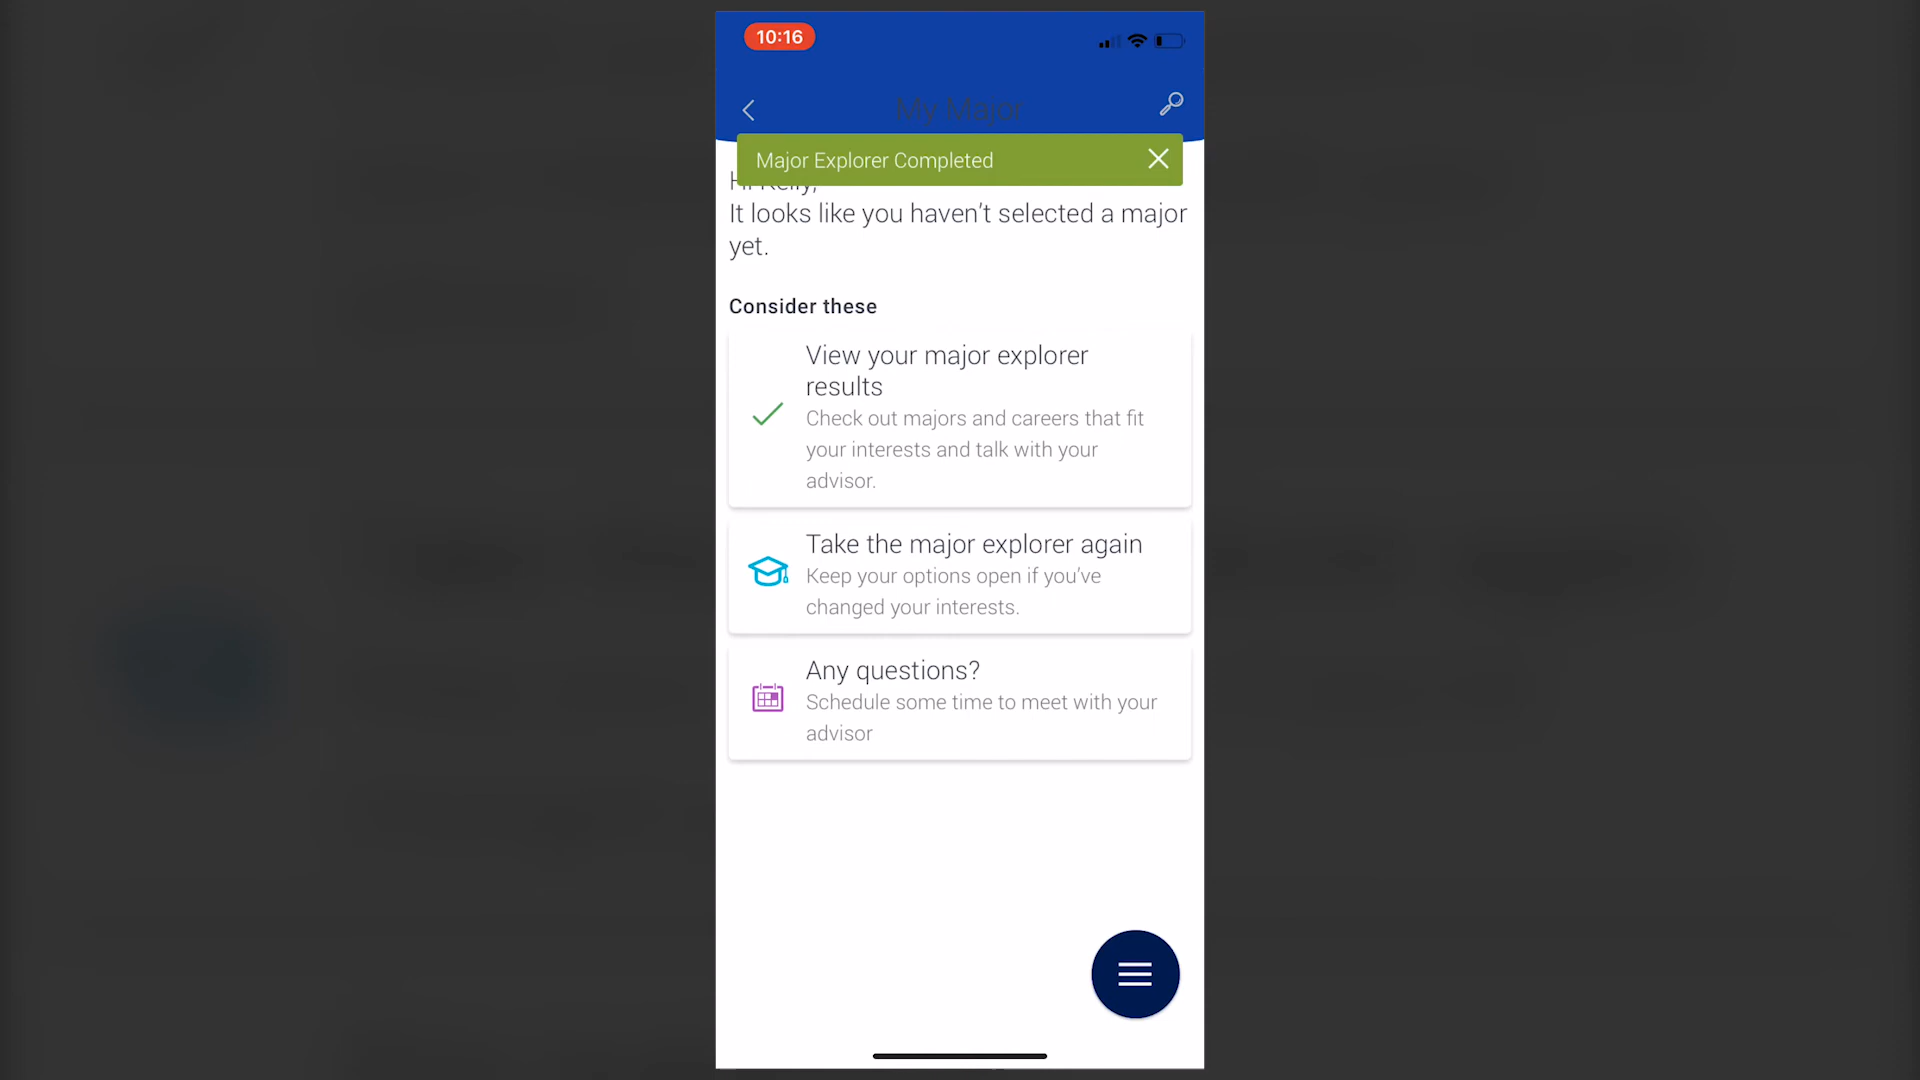 10:16
My Major
Major Explorer Completed
Hi Kelly,
It looks like you haven’t selected a major
yet.
Consider these
View your major explorer
results
Check out majors and careers that fit
your interests and talk with your
advisor.
Take the major explorer again
Keep your options open if you’ve
changed your interests.
Any questions?
Schedule some time to meet with your
advisor